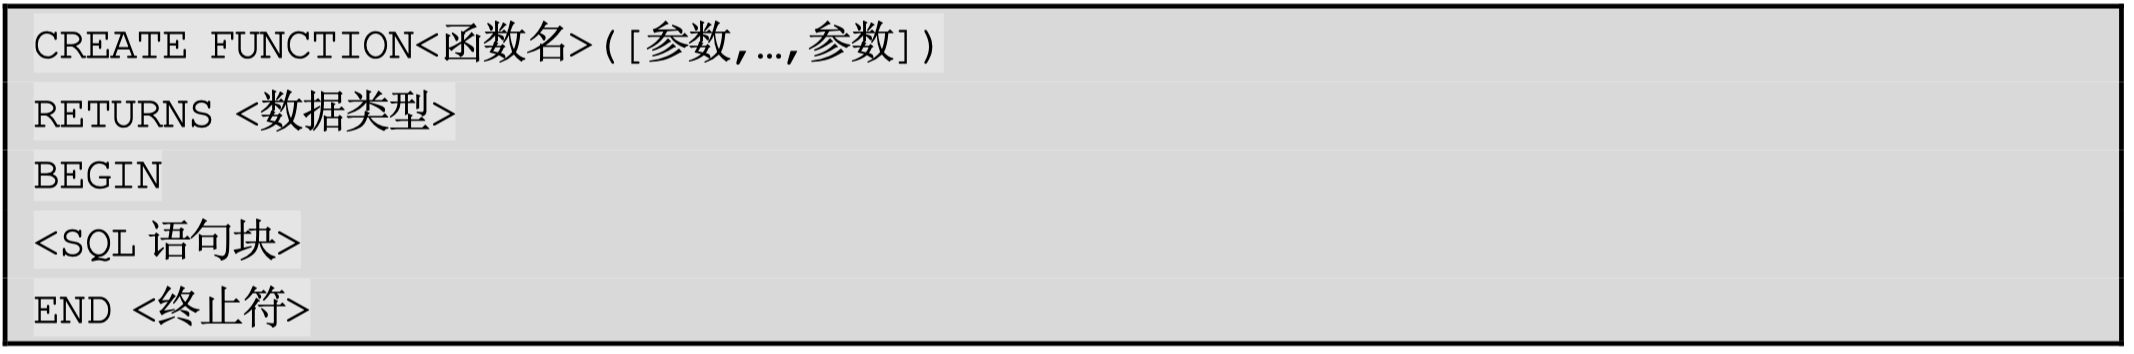 CREATE FUNCTION<函数名>([参数,…,参数])
RETURNS <数据类型>
BEGIN
<SQL 语句块>
END <终止符>